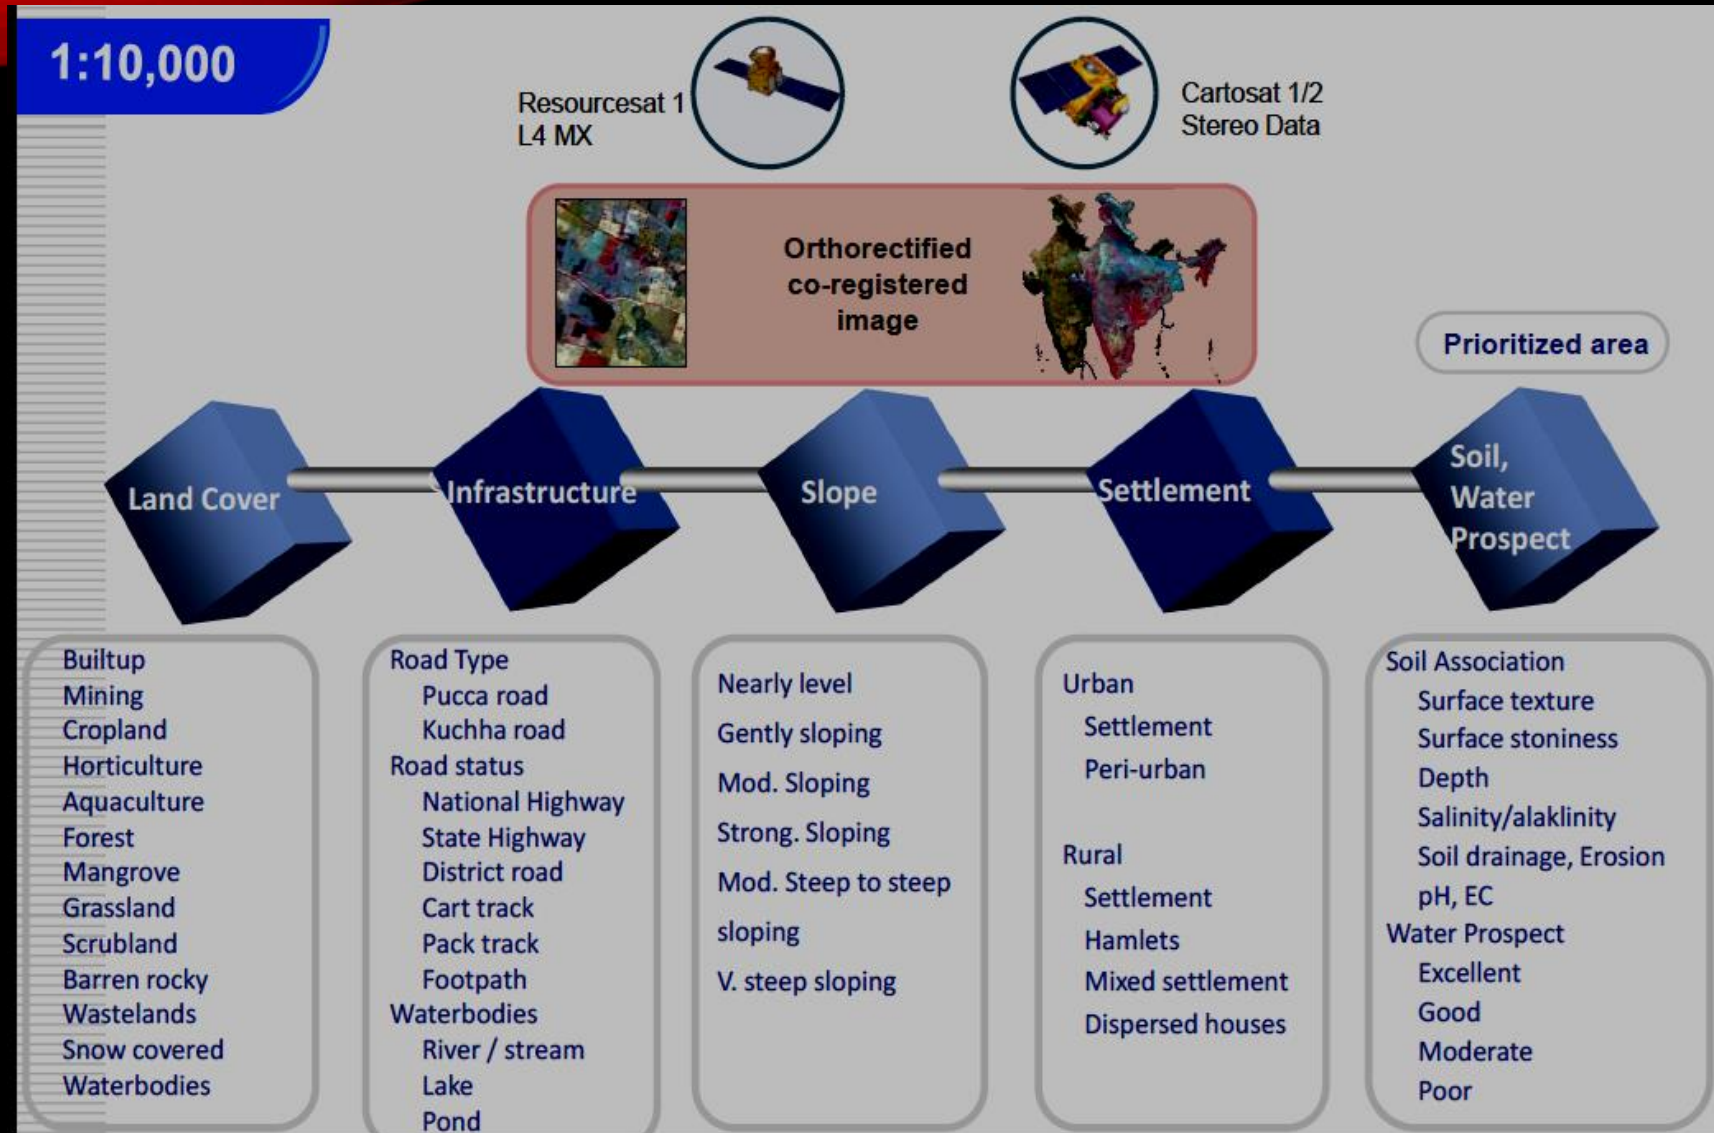 1:10,000
Resourcesat 1
L4 MX
Cartosat 1/2
Stereo Data
Orthorectified
co-registered
image
Prioritized area
Land Cover
Infrastructure
Slope
Settlement
Soil,
Water
Prospect
Builtup
Mining
Cropland
Horticulture
Aquaculture
Forest
Mangrove
Grassland
Scrubland
Barren rocky
Wastelands
Snow covered
Waterbodies
Road Type
Pucca road
Kuchha road
Road status
National Highway
State Highway
District road
Cart track
Pack track
Footpath
Waterbodies
River / stream
Lake
Pond
Nearly level
Gently sloping
Mod. Sloping
Strong. Sloping
Mod. Steep to steep
sloping
V. steep sloping
Urban
Settlement
Peri-urban
Rural
Settlement
Hamlets
Mixed settlement
Dispersed houses
Soil Association
Surface texture
Surface stoniness
Depth
Salinity/alaklinity
Soil drainage, Erosion
pH, EC
Water Prospect
Excellent
Good
Moderate
Poor